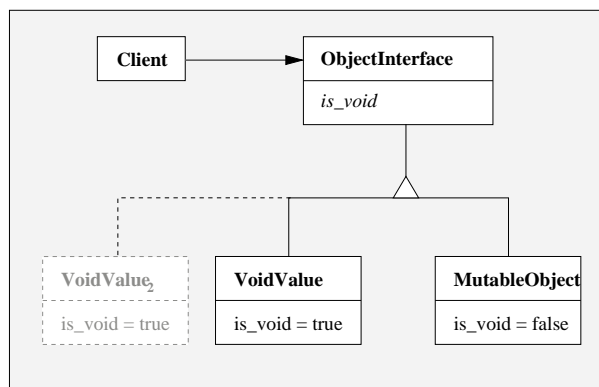 Client
ObjectInterface
is_void
VoidValue2
is_void = true
VoidValue
is_void = true
MutableObject
is_void = false